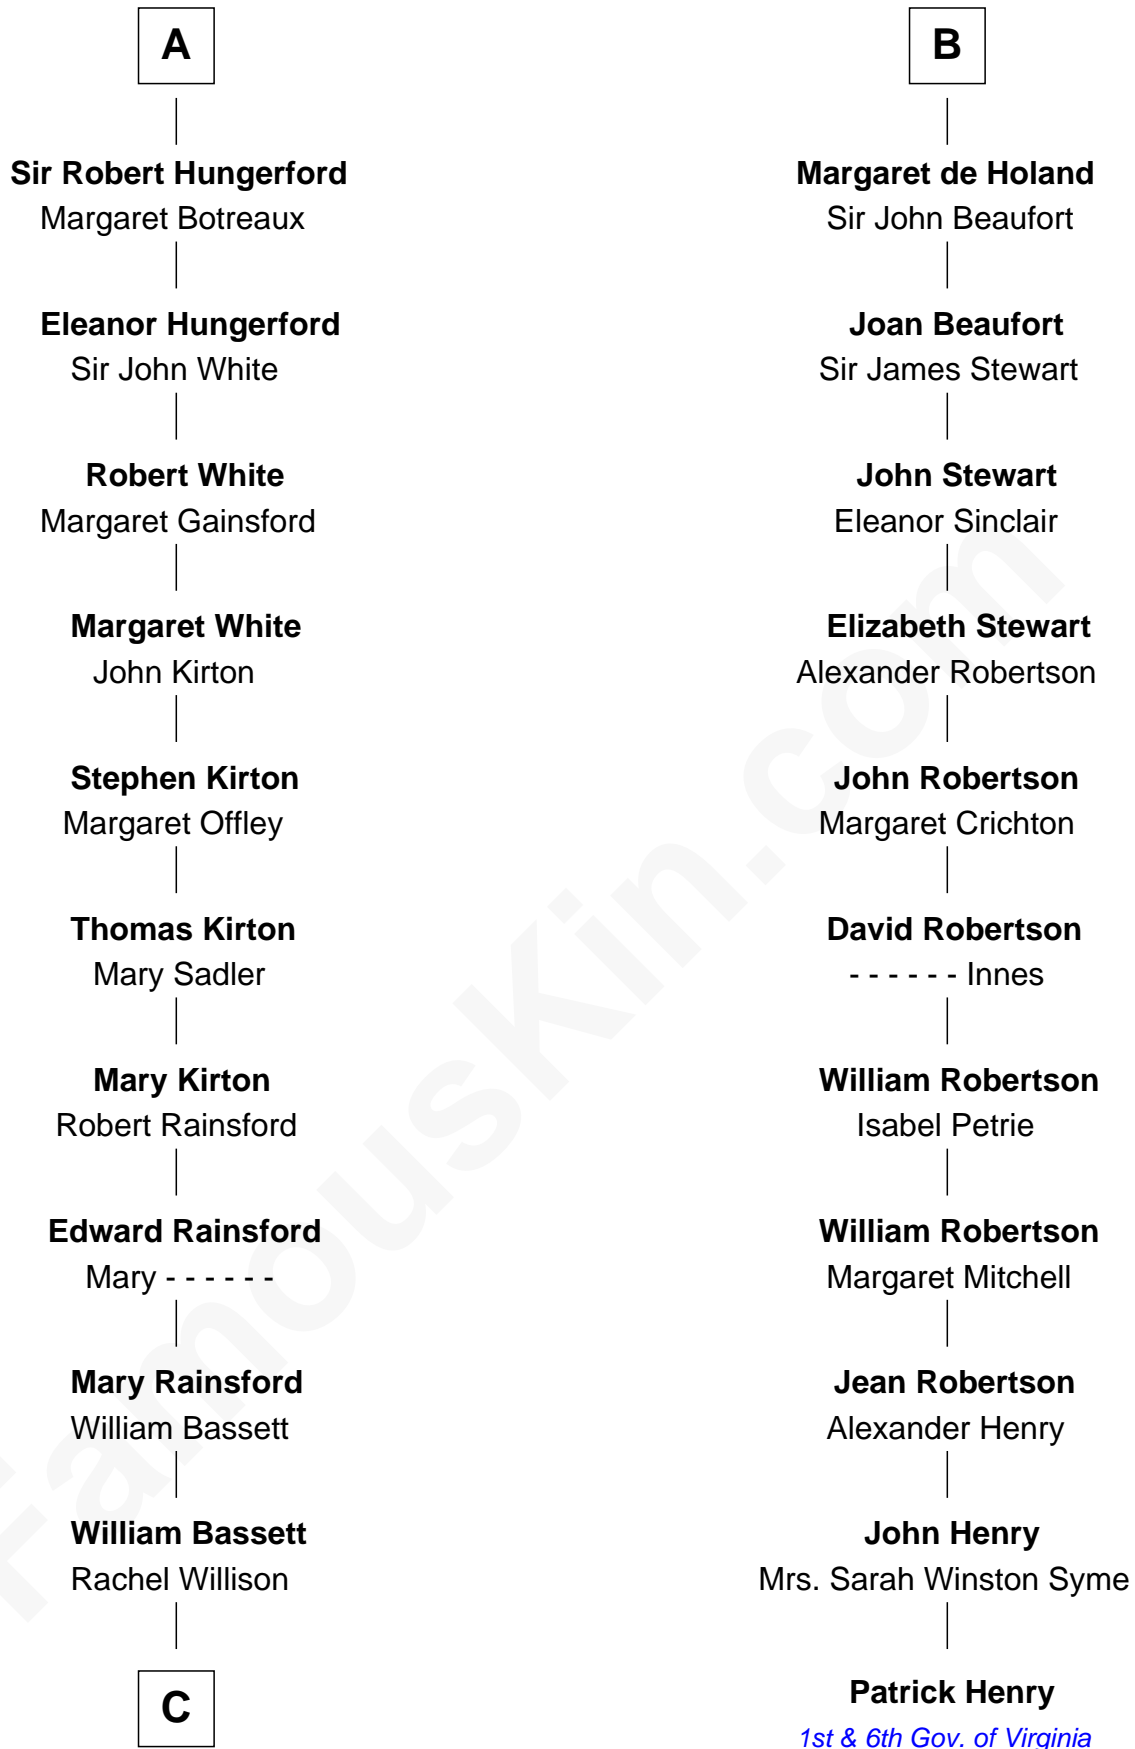 A
Sir Robert Hungerford
Margaret Botreaux
Eleanor Hungerford
Sir John White
Robert White
Margaret Gainsford
Margaret White
John Kirton
Stephen Kirton
Margaret Offley
Thomas Kirton
Mary Sadler
Mary Kirton
Robert Rainsford
Edward Rainsford
Mary - - - - - -
Mary Rainsford
William Bassett
William Bassett
Rachel Willison
C
B
Margaret de Holand
Sir John Beaufort
Joan Beaufort
Sir James Stewart
John Stewart
Eleanor Sinclair
Elizabeth Stewart
Alexander Robertson
John Robertson
Margaret Crichton
David Robertson
- - - - - - Innes
William Robertson
Isabel Petrie
William Robertson
Margaret Mitchell
Jean Robertson
Alexander Henry
John Henry
Mrs. Sarah Winston Syme
Patrick Henry
1st & 6th Gov. of Virginia
FamousKin.com